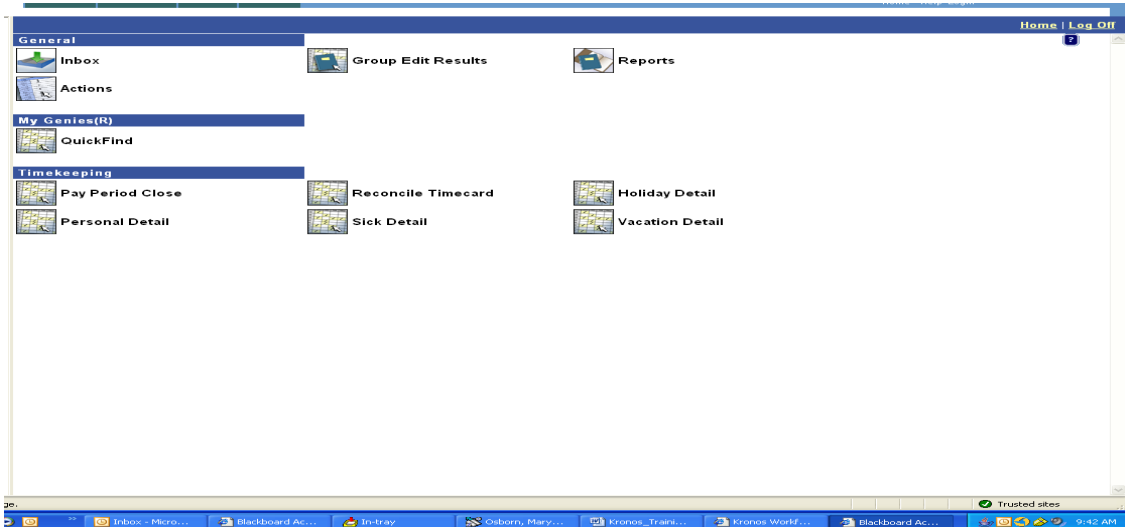 Home | Log Off
General
?
Inbox Group Edit Results Reports
Actions
My Genies(R)
QuickFind
Timekeeping
Pay Period Close Reconcile Timecard Holiday Detail
Personal Detail Sick Detail Vacation Detail
Trusted sites
Inbox - Micro... Blackboard Ac... In-tray Osborn, Mary... Kronos_Traini... Kronos Workf... Blackboard Ac... 9:42 AM